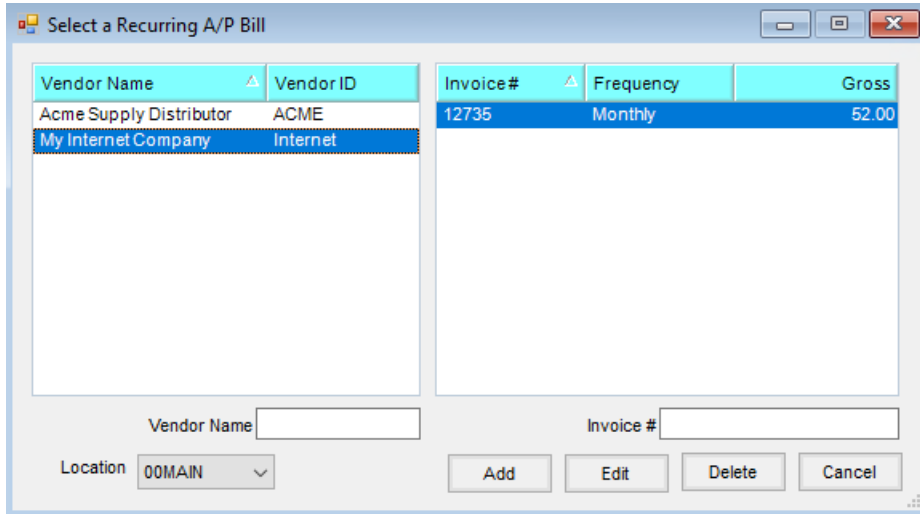 Select a Recurring A/P Bill
Vendor Name Vendor ID
Acme Supply Distributor ACME
My Internet Company Internet
Invoice # Frequency Gross
12735 Monthly 52.00
Vendor Name
Invoice #
Location 00MAIN
Add Edit Delete Cancel